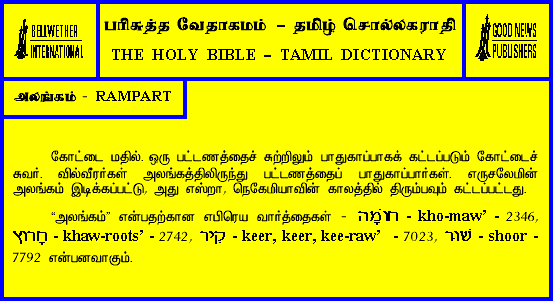 BELLWETHER
INTERNATIONAL
பரிசுத்த வேதாகமம் – தமிழ் சொல்லகராதி
THE HOLY BIBLE – TAMIL DICTIONARY
GOOD NEWS
PUBLISHERS
அலங்கம் - RAMPART
கோட்டை மதில். ஒரு பட்டணத்தைச் சுற்றிலும் பாதுகாப்பாகக் கட்டப்படும் கோட்டைச்
சுவர். வில்வீரர்கள் அலங்கத்திலிருந்து பட்டணத்தைப் பாதுகாப்பார்கள். எருசலேமின்
அலங்கம் இடிக்கப்பட்டு, அது எஸ்றா, நெகேமியாவின் காலத்தில் திரும்பவும் கட்டப்பட்டது.
“அலங்கம்” என்பதற்கான எபிரெய வார்த்தைகள் - חוֹמָה - kho-maw’ - 2346,
חָרוּץ - khaw-roots’ - 2742, קִיר - keer, keer, kee-raw’ - 7023, שׁוּר - shoor -
7792 என்பனவாகும்.